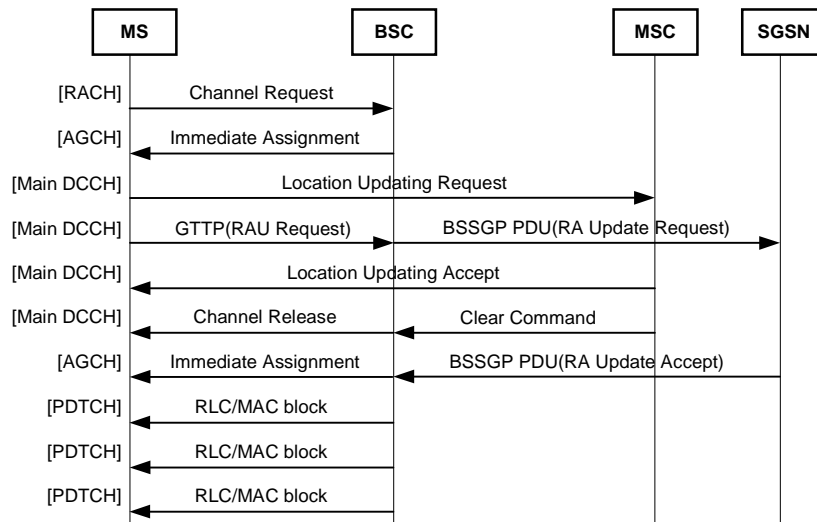 MS BSC MSC SGSN
[RACH] Channel Request
[AGCH] Immediate Assignment
[Main DCCH] Location Updating Request
[Main DCCH] GTTP(RAU Request) BSSGP PDU(RA Update Request)
[Main DCCH] Location Updating Accept
[Main DCCH] Channel Release Clear Command
[AGCH] Immediate Assignment BSSGP PDU(RA Update Accept)
[PDTCH] RLC/MAC block
[PDTCH] RLC/MAC block
[PDTCH] RLC/MAC block